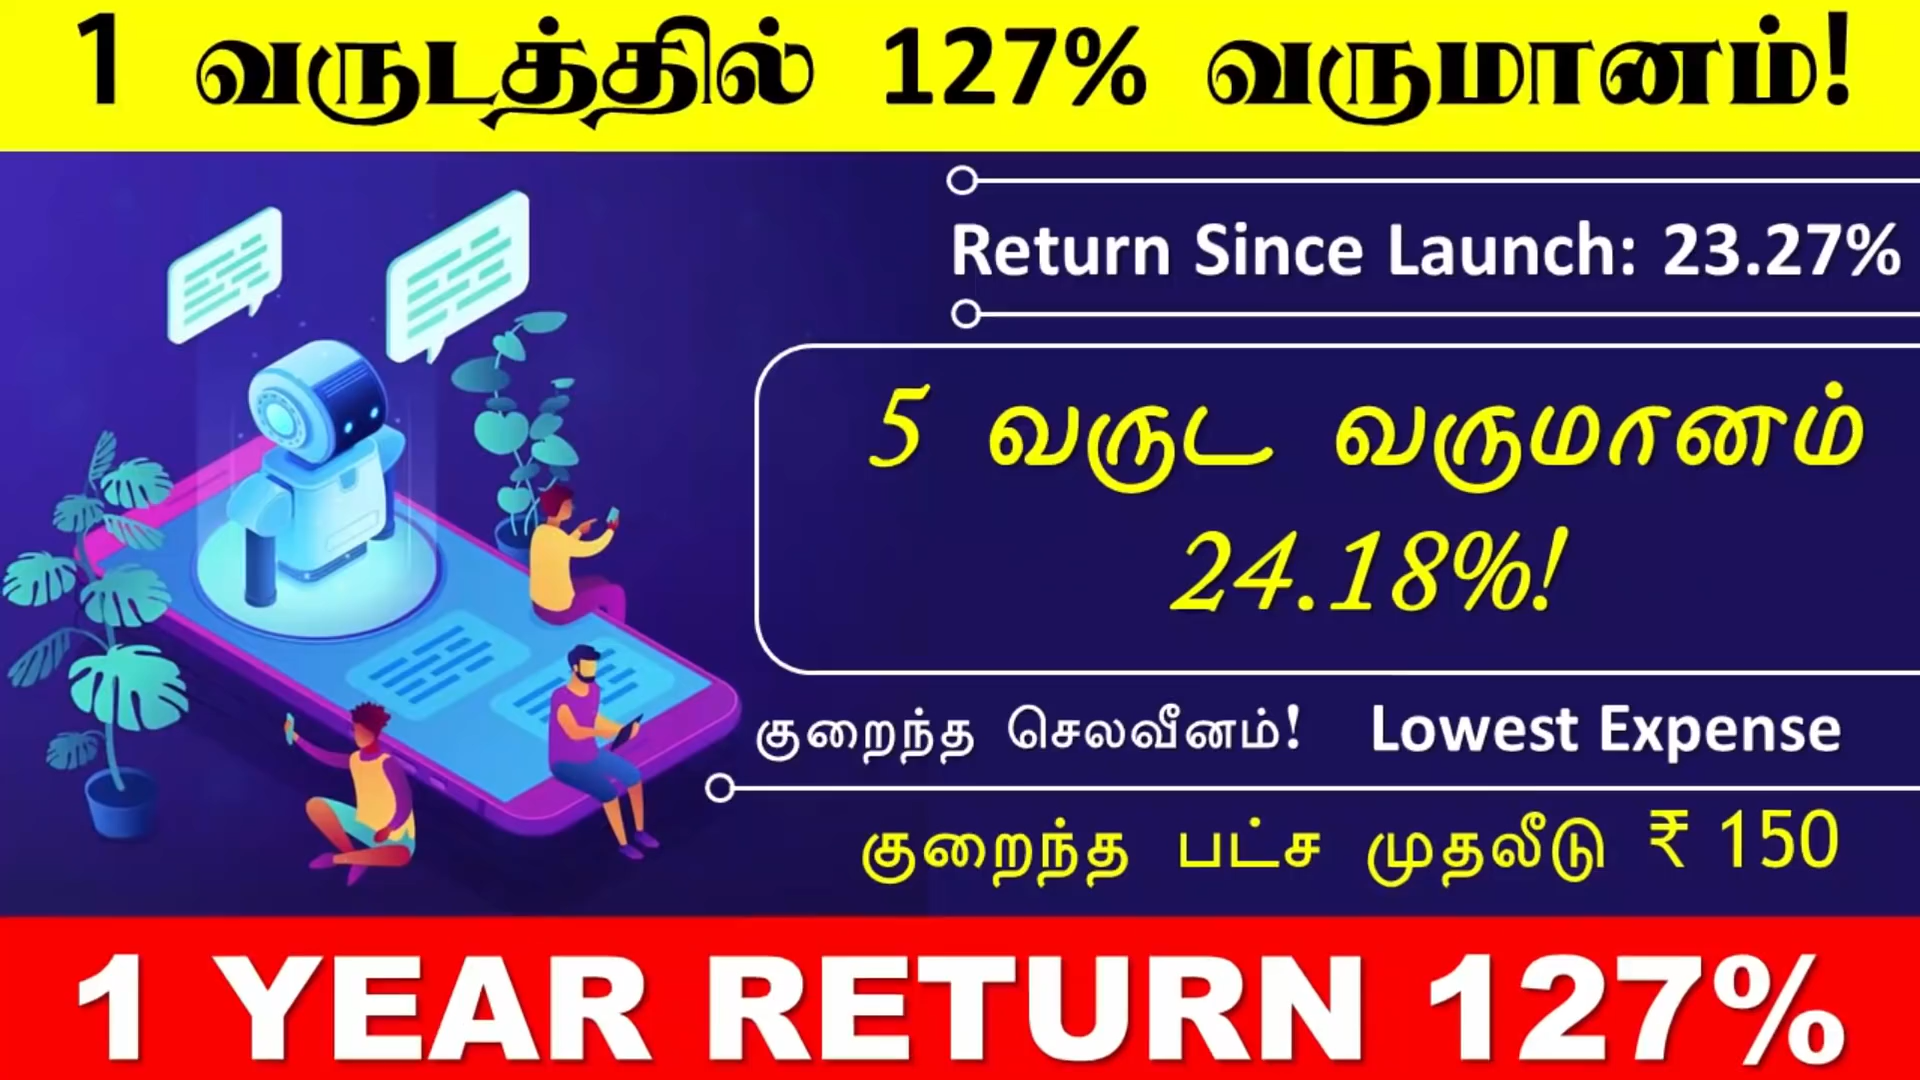 1 வருடத்தில் 127% வருமானம்!
Return Since Launch: 23.27%
5 வருட வருமானம்
24.18%!
குறைந்த செலவீனம்! Lowest Expense
குறைந்த பட்ச முதலீடு ₹ 150
1 YEAR RETURN 127%